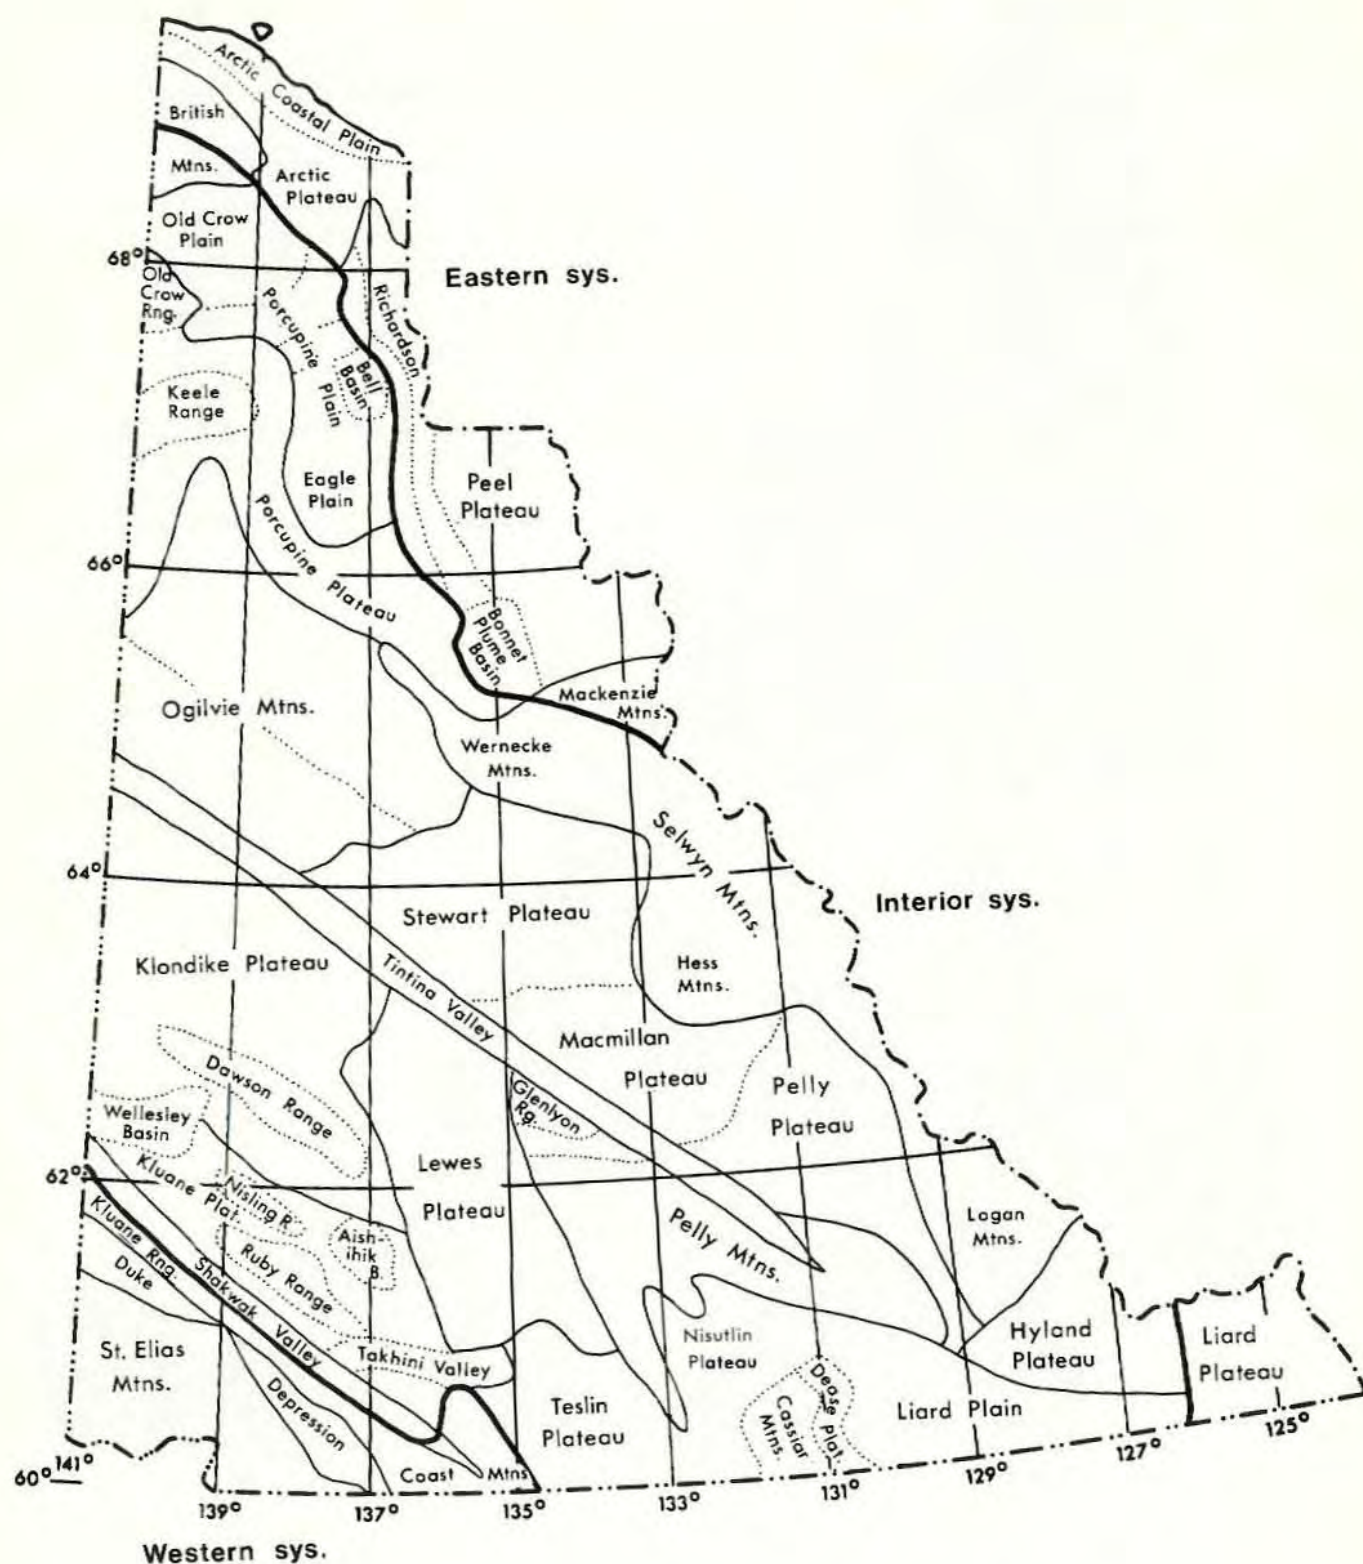 Arctic Coastal Plain
British
Mtns.
Arctic
Plateau
Old Crow
Plain
68°
Old
Crow
Rng.
Eastern sys.
Porcupine Plain
Richardson
Bell
Basin
Keele
Range
Eagle
Plain
Peel
Plateau
Porcupine Plateau
66°
Bonnet
Plume
Basin
Mackenzie
Mtns.
Ogilvie Mtns.
Wernecke
Mtns.
Selwyn Mtns.
64°
Interior sys.
Stewart Plateau
Klondike Plateau
Tintina Valley
Hess
Mtns.
Macmillan
Plateau
Dawson Range
Glenlyon
Rg.
Pelly
Plateau
Wellesley
Basin
62°
Kluane
Plat.
Nisling R.
Lewes
Plateau
Pelly Mtns.
Logan
Mtns.
Aish-
ihik
B.
Kluane Rng.
Ruby Range
Shakwak Valley
Duke
Depression
St. Elias
Mtns.
Takhini Valley
Nisutlin
Plateau
Hyland
Plateau
Liard
Plateau
Teslin
Plateau
Cassiar
Mtns.
Dease Plat.
Liard Plain
Coast Mtns.
60°
141°
139°
137°
135°
133°
131°
129°
127°
125°
Western sys.